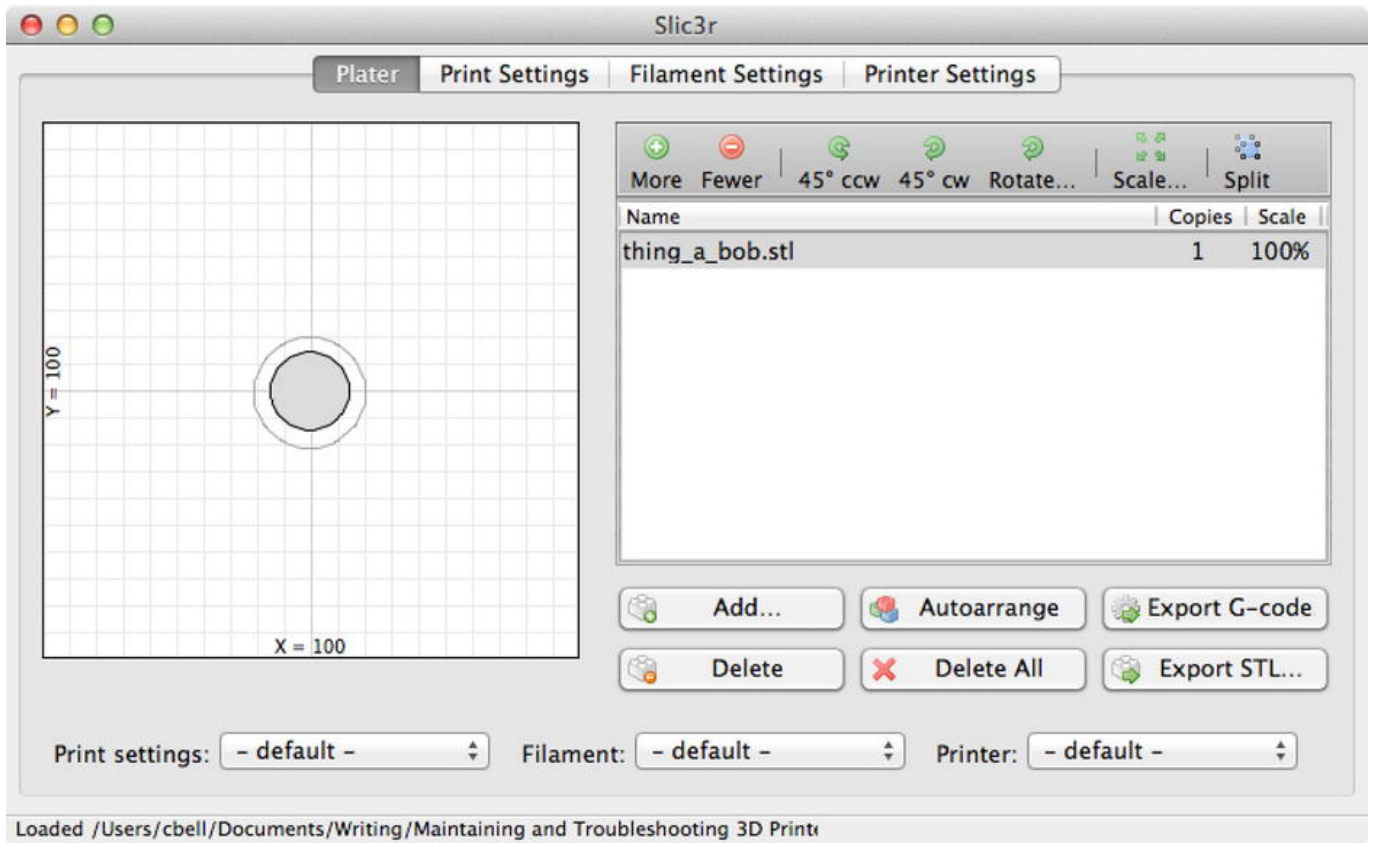 Slic3r
Plater Print Settings Filament Settings Printer Settings
More Fewer 45° ccw 45° cw Rotate... Scale... Split
Name Copies Scale
thing_a_bob.stl 1 100%
Y = 100
X = 100
Add... Autoarrange Export G-code
Delete Delete All Export STL...
Print settings: - default - Filament: - default - Printer: - default -
Loaded /Users/cbell/Documents/Writing/Maintaining and Troubleshooting 3D Print